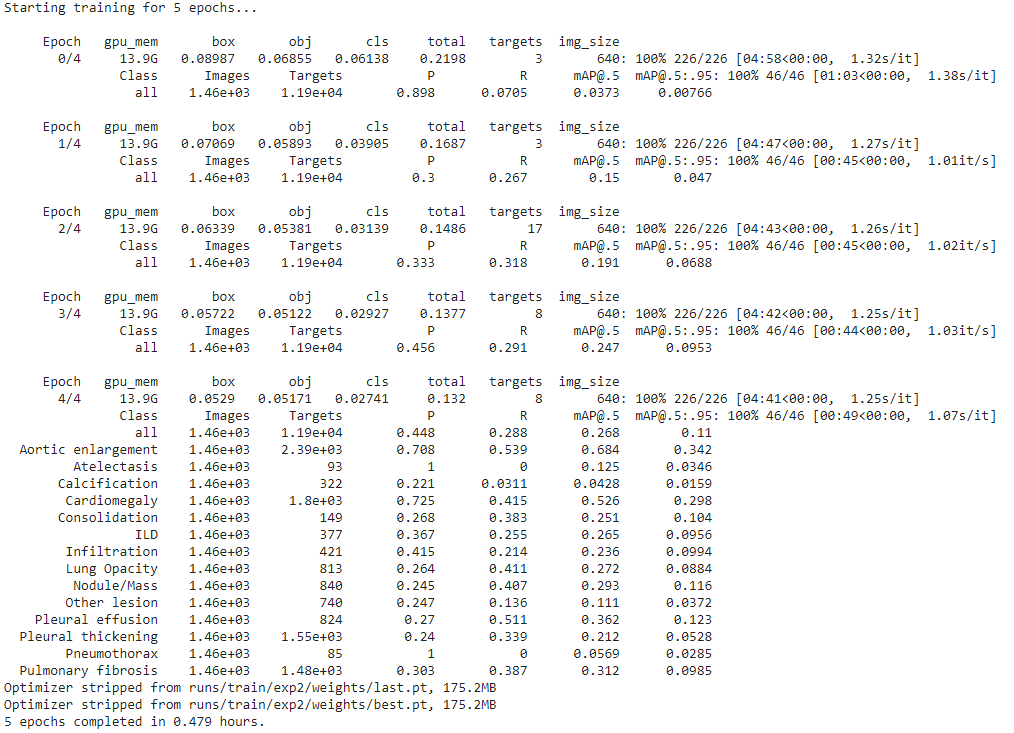 Starting training for 5 epochs...
Epoch gpu_mem box obj cls total targets img_size
0/4 13.9G 0.08987 0.06855 0.06138 0.2198 3 640: 100% 226/226 [04:58<00:00, 1.32s/it]
Class Images Targets P R mAP@.5 mAP@.5:.95: 100% 46/46 [01:03<00:00, 1.38s/it]
all 1.46e+03 1.19e+04 0.898 0.0705 0.0373 0.00766
Epoch gpu_mem box obj cls total targets img_size
1/4 13.9G 0.07069 0.05893 0.03905 0.1687 3 640: 100% 226/226 [04:47<00:00, 1.27s/it]
Class Images Targets P R mAP@.5 mAP@.5:.95: 100% 46/46 [00:45<00:00, 1.01it/s]
all 1.46e+03 1.19e+04 0.3 0.267 0.15 0.047
Epoch gpu_mem box obj cls total targets img_size
2/4 13.9G 0.06339 0.05381 0.03139 0.1486 17 640: 100% 226/226 [04:43<00:00, 1.26s/it]
Class Images Targets P R mAP@.5 mAP@.5:.95: 100% 46/46 [00:45<00:00, 1.02it/s]
all 1.46e+03 1.19e+04 0.333 0.318 0.191 0.0688
Epoch gpu_mem box obj cls total targets img_size
3/4 13.9G 0.05722 0.05122 0.02927 0.1377 8 640: 100% 226/226 [04:42<00:00, 1.25s/it]
Class Images Targets P R mAP@.5 mAP@.5:.95: 100% 46/46 [00:44<00:00, 1.03it/s]
all 1.46e+03 1.19e+04 0.456 0.291 0.247 0.0953
Epoch gpu_mem box obj cls total targets img_size
4/4 13.9G 0.0529 0.05171 0.02741 0.132 8 640: 100% 226/226 [04:41<00:00, 1.25s/it]
Class Images Targets P R mAP@.5 mAP@.5:.95: 100% 46/46 [00:49<00:00, 1.07s/it]
all 1.46e+03 1.19e+04 0.448 0.288 0.268 0.11
Aortic enlargement 1.46e+03 2.39e+03 0.708 0.539 0.684 0.342
Atelectasis 1.46e+03 93 1 0 0.125 0.0346
Calcification 1.46e+03 322 0.221 0.0311 0.0428 0.0159
Cardiomegaly 1.46e+03 1.8e+03 0.725 0.415 0.526 0.298
Consolidation 1.46e+03 149 0.268 0.383 0.251 0.104
ILD 1.46e+03 377 0.367 0.255 0.265 0.0956
Infiltration 1.46e+03 421 0.415 0.214 0.236 0.0994
Lung Opacity 1.46e+03 813 0.264 0.411 0.272 0.0884
Nodule/Mass 1.46e+03 840 0.245 0.407 0.293 0.116
Other lesion 1.46e+03 740 0.247 0.136 0.111 0.0372
Pleural effusion 1.46e+03 824 0.27 0.511 0.362 0.123
Pleural thickening 1.46e+03 1.55e+03 0.24 0.339 0.212 0.0528
Pneumothorax 1.46e+03 85 1 0 0.0569 0.0285
Pulmonary fibrosis 1.46e+03 1.48e+03 0.303 0.387 0.312 0.0985
Optimizer stripped from runs/train/exp2/weights/last.pt, 175.2MB
Optimizer stripped from runs/train/exp2/weights/best.pt, 175.2MB
5 epochs completed in 0.479 hours.